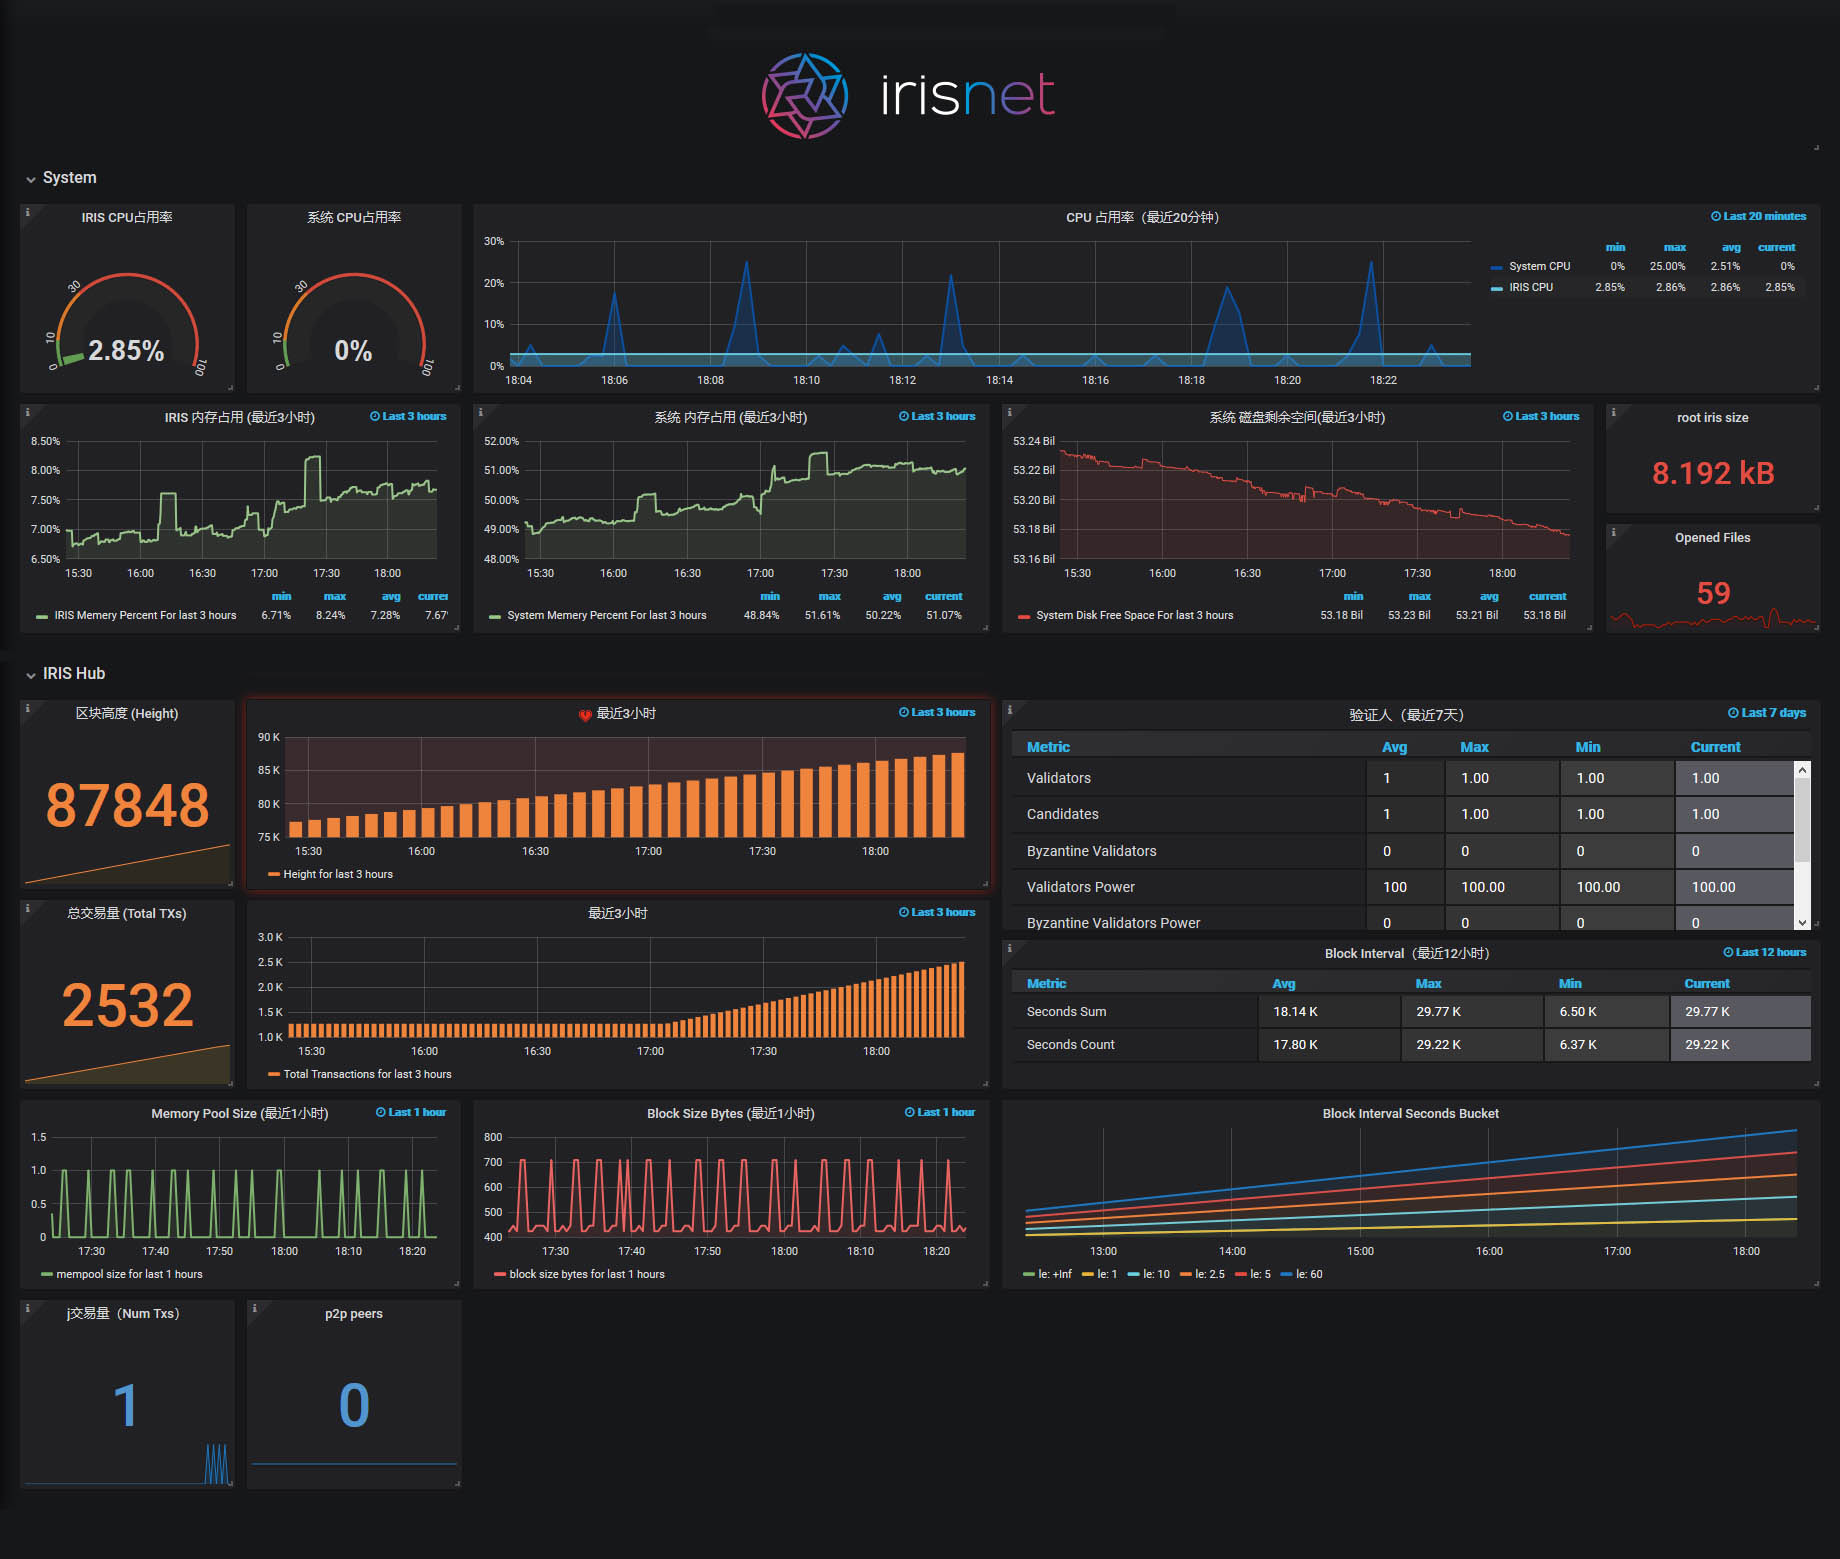 irisnet
System
IRIS CPU占用率
0
10
30
100
2.85%
系统 CPU占用率
0
10
30
100
0%
CPU 占用率（最近20分钟）
Last 20 minutes
30%
20%
10%
0%
18:04 18:06 18:08 18:10 18:12 18:14 18:16 18:18 18:20 18:22
min max avg current
System CPU 0% 25.00% 2.51% 0%
IRIS CPU 2.85% 2.86% 2.86% 2.85%
IRIS 内存占用 (最近3小时)
Last 3 hours
8.50%
8.00%
7.50%
7.00%
6.50%
15:30 16:00 16:30 17:00 17:30 18:00
min max avg curre
IRIS Memery Percent For last 3 hours 6.71% 8.24% 7.28% 7.67
系统 内存占用 (最近3小时)
Last 3 hours
52.00%
51.00%
50.00%
49.00%
48.00%
15:30 16:00 16:30 17:00 17:30 18:00
min max avg current
System Memery Percent For last 3 hours 48.84% 51.61% 50.22% 51.07%
系统 磁盘剩余空间(最近3小时)
Last 3 hours
53.24 Bil
53.22 Bil
53.20 Bil
53.18 Bil
53.16 Bil
15:30 16:00 16:30 17:00 17:30 18:00
min max avg current
System Disk Free Space For last 3 hours 53.18 Bil 53.23 Bil 53.21 Bil 53.18 Bil
root iris size
8.192 kB
Opened Files
59
IRIS Hub
区块高度 (Height)
87848
最近3小时
Last 3 hours
90 K
85 K
80 K
75 K
15:30 16:00 16:30 17:00 17:30 18:00
Height for last 3 hours
验证人（最近7天）
Last 7 days
Metric Avg Max Min Current
Validators 1 1.00 1.00 1.00
Candidates 1 1.00 1.00 1.00
Byzantine Validators 0 0 0 0
Validators Power 100 100.00 100.00 100.00
Byzantine Validators Power 0 0 0 0
总交易量 (Total TXs)
2532
最近3小时
Last 3 hours
3.0 K
2.5 K
2.0 K
1.5 K
1.0 K
15:30 16:00 16:30 17:00 17:30 18:00
Total Transactions for last 3 hours
Block Interval（最近12小时）
Last 12 hours
Metric Avg Max Min Current
Seconds Sum 18.14 K 29.77 K 6.50 K 29.77 K
Seconds Count 17.80 K 29.22 K 6.37 K 29.22 K
Memory Pool Size (最近1小时)
Last 1 hour
1.5
1.0
0.5
0
17:30 17:40 17:50 18:00 18:10 18:20
mempool size for last 1 hours
Block Size Bytes (最近1小时)
Last 1 hour
800
700
600
500
400
17:30 17:40 17:50 18:00 18:10 18:20
block size bytes for last 1 hours
Block Interval Seconds Bucket
13:00 14:00 15:00 16:00 17:00 18:00
le: +Inf le: 1 le: 10 le: 2.5 le: 5 le: 60
j交易量（Num Txs）
1
p2p peers
0